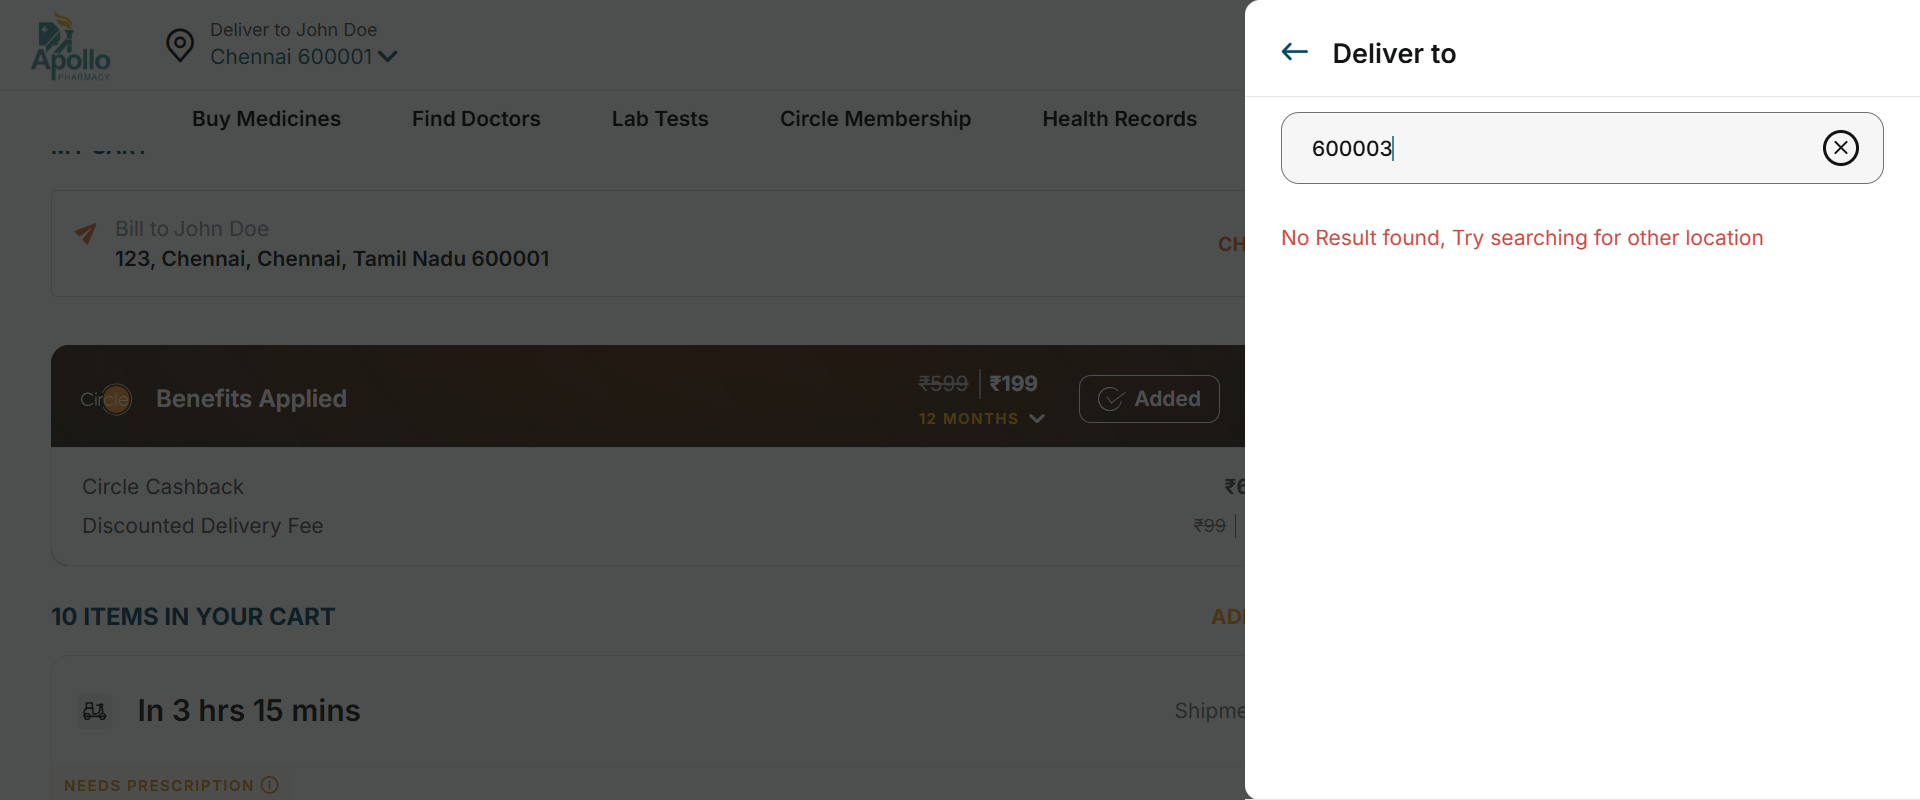 Apollo
PHARMACY
Deliver to John Doe
Chennai 600001
Buy Medicines
Find Doctors
Lab Tests
Circle Membership
Health Records
MY CART
Bill to John Doe
123, Chennai, Chennai, Tamil Nadu 600001
CH
Circle
Benefits Applied
₹599 ₹199
12 MONTHS
Added
Circle Cashback
₹6
Discounted Delivery Fee
₹99
10 ITEMS IN YOUR CART
AD
In 3 hrs 15 mins
Shipme
NEEDS PRESCRIPTION
Deliver to
600003
No Result found, Try searching for other location